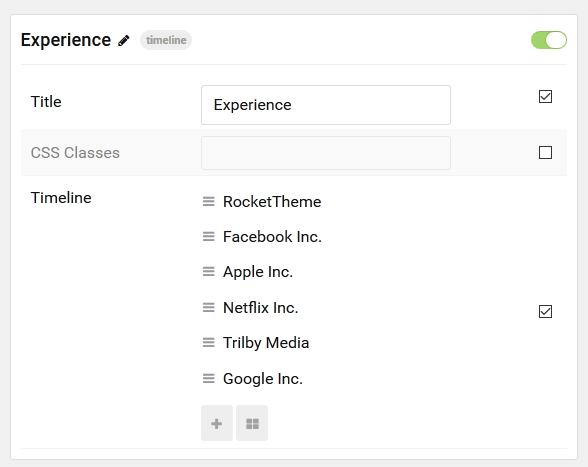 Experience timeline
Title Experience
CSS Classes
Timeline
RocketTheme
Facebook Inc.
Apple Inc.
Netflix Inc.
Trilby Media
Google Inc.